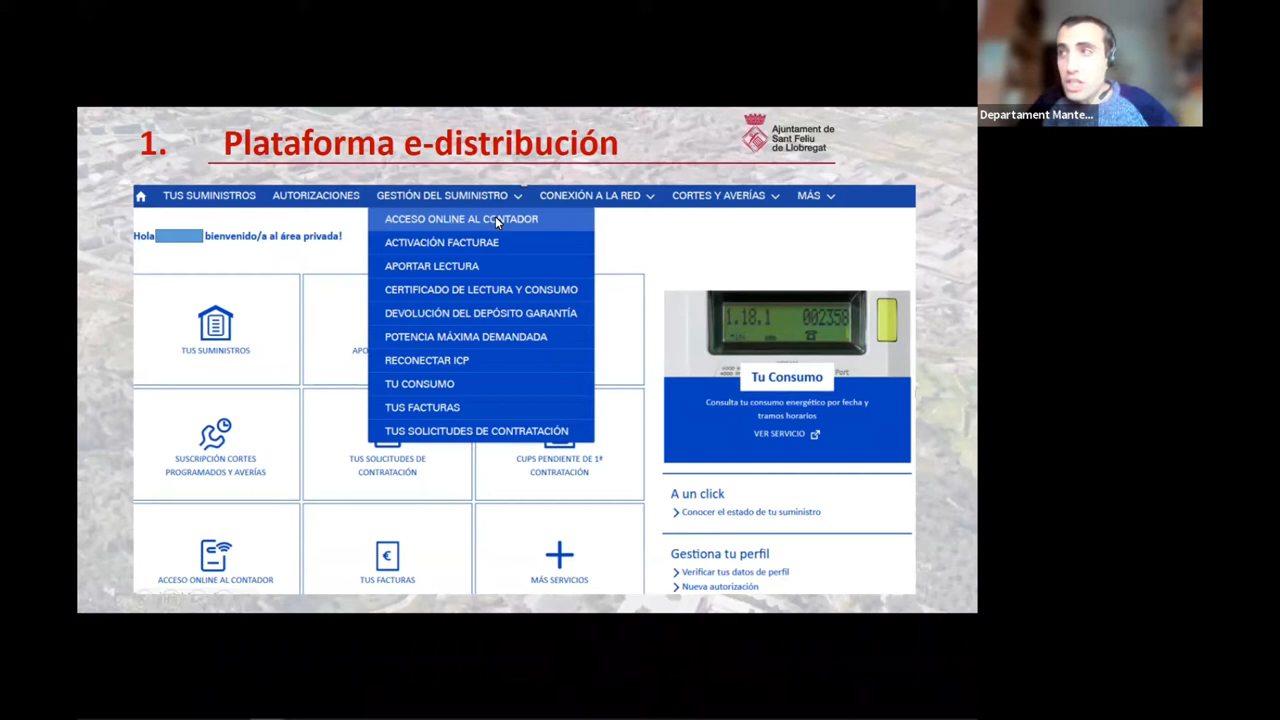 Departament Mante...
1. Plataforma e-distribución
Ajuntament de
Sant Feliu
de Llobregat
TUS SUMINISTROS AUTORIZACIONES GESTIÓN DEL SUMINISTRO CONEXIÓN A LA RED CORTES Y AVERÍAS MÁS
Hola bienvenido/a al área privada!
ACCESO ONLINE AL CONTADOR
ACTIVACIÓN FACTURAE
APORTAR LECTURA
CERTIFICADO DE LECTURA Y CONSUMO
DEVOLUCIÓN DEL DEPÓSITO GARANTÍA
POTENCIA MÁXIMA DEMANDADA
RECONECTAR ICP
TU CONSUMO
TUS FACTURAS
TUS SOLICITUDES DE CONTRATACIÓN
TUS SUMINISTROS
SUSCRIPCIÓN CORTES
PROGRAMADOS Y AVERÍAS
TUS SOLICITUDES DE
CONTRATACIÓN
CUPS PENDIENTE DE 1ª
CONTRATACIÓN
ACCESO ONLINE AL CONTADOR
€
TUS FACTURAS
MÁS SERVICIOS
1.18.1 002358
Port
Tu Consumo
Consulta tu consumo energético por fecha y
tramos horarios
VER SERVICIO
A un click
Conocer el estado de tu suministro
Gestiona tu perfil
Verificar tus datos de perfil
Nueva autorización